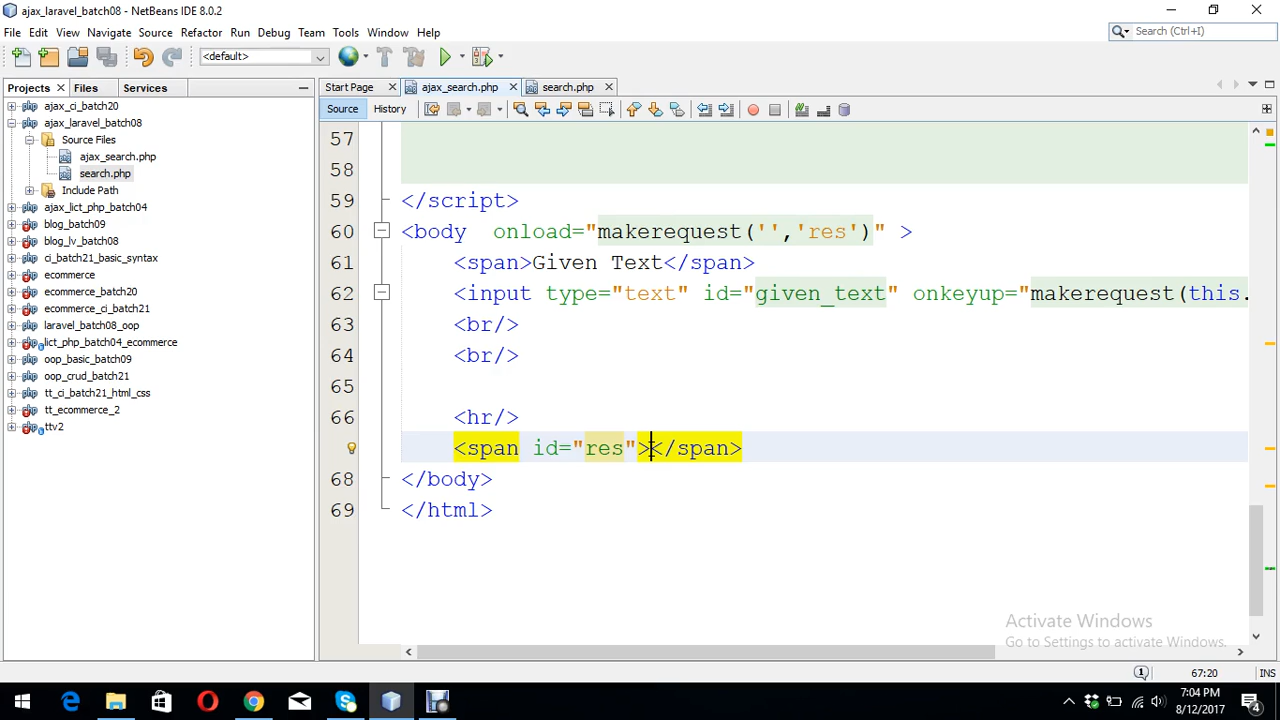 ajax_laravel_batch08 - NetBeans IDE 8.0.2
File Edit View Navigate Source Refactor Run Debug Team Tools Window Help
Search (Ctrl+I)
<default>
Projects Files Services
Start Page ajax_search.php search.php
Source History
ajax_ci_batch20
ajax_laravel_batch08
Source Files
ajax_search.php
search.php
Include Path
ajax_lict_php_batch04
blog_batch09
blog_lv_batch08
ci_batch21_basic_syntax
ecommerce
ecommerce_batch20
ecommerce_ci_batch21
laravel_batch08_oop
lict_php_batch04_ecommerce
oop_basic_batch09
oop_crud_batch21
tt_ci_batch21_html_css
tt_ecommerce_2
ttv2
57
58
59 </script>
60 <body onload="makerequest('','res')" >
61 <span>Given Text</span>
62 <input type="text" id="given_text" onkeyup="makerequest(this.
63 <br/>
64 <br/>
65
66 <hr/>
<span id="res"></span>
68 </body>
69 </html>
Activate Windows
Go to Settings to activate Windows.
1 67:20 INS
7:04 PM
8/12/2017
4